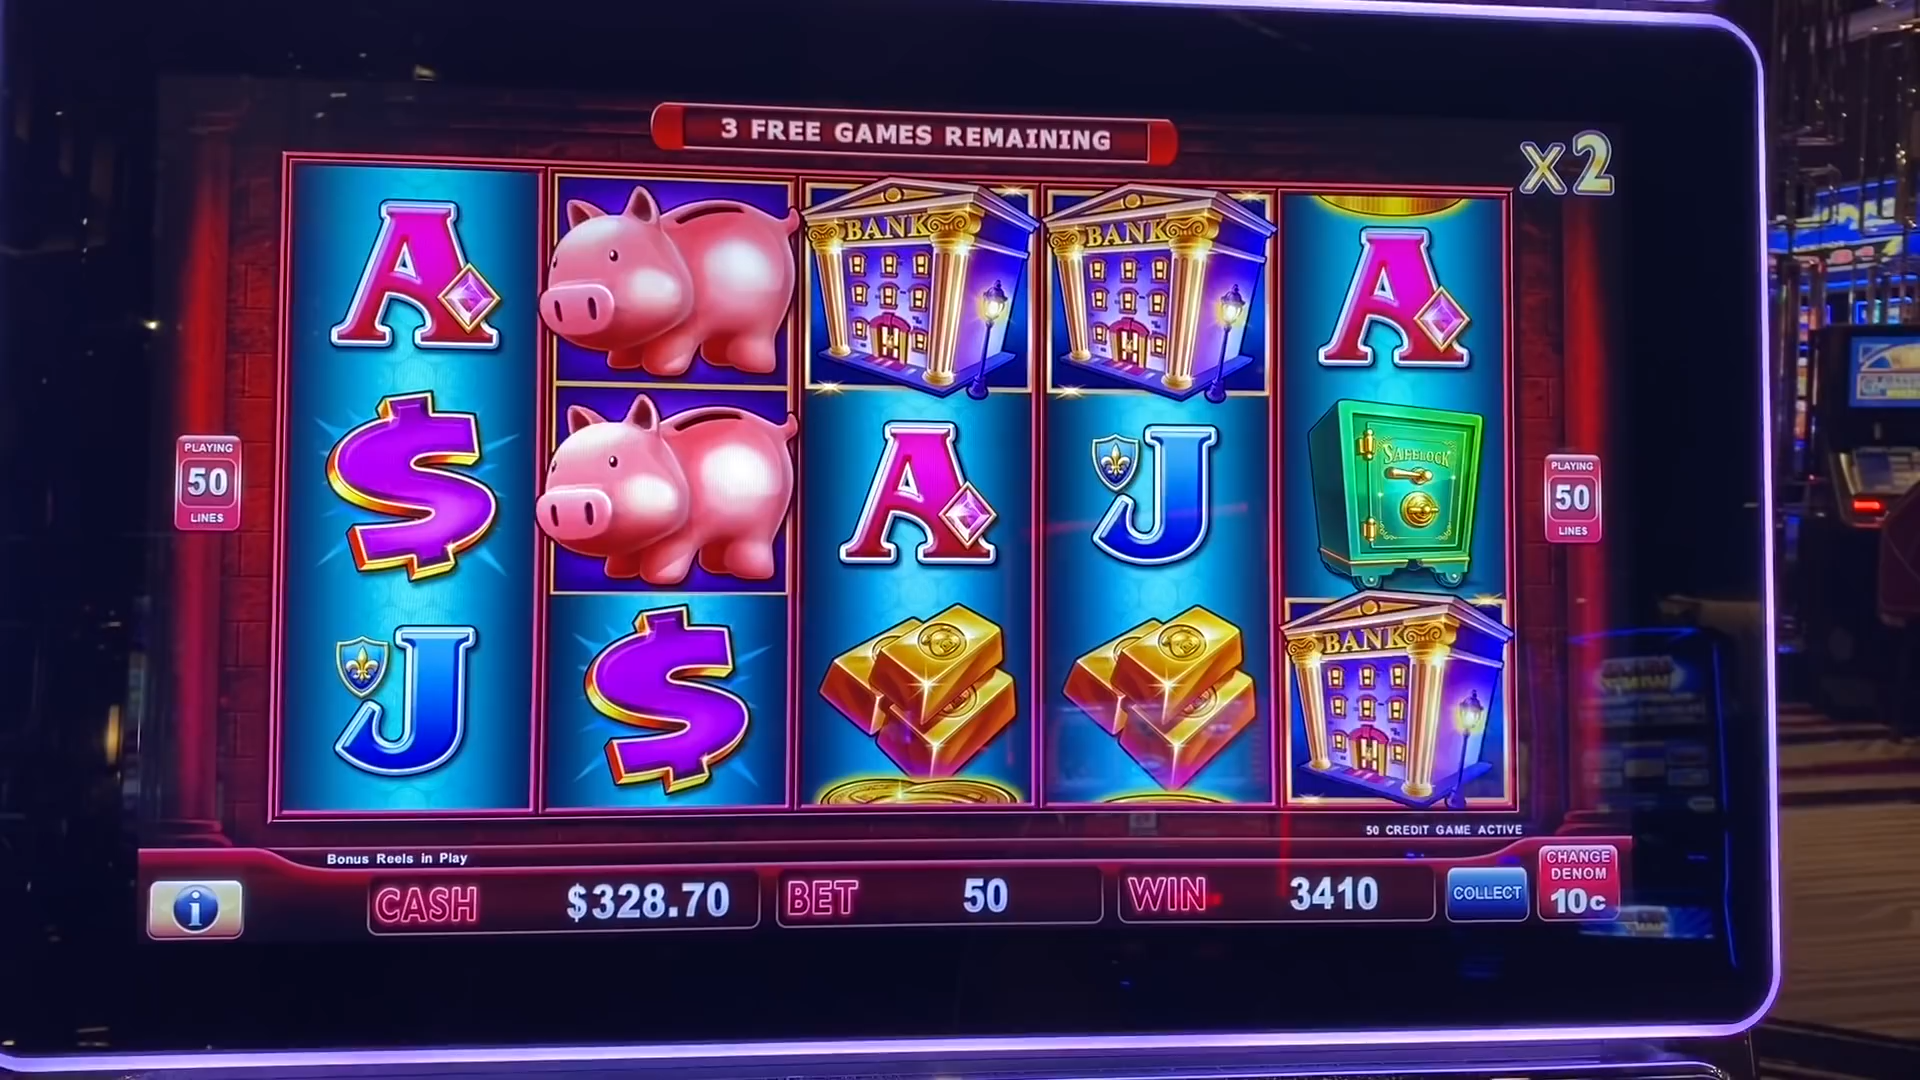 3 FREE GAMES REMAINING
x2
BANK
BANK
A
A
PLAYING
50
LINES
$
A
J
SAFELOCK
PLAYING
50
LINES
J
$
BANK
50 CREDIT GAME ACTIVE
Bonus Reels in Play
i
CASH $328.70
BET 50
WIN 3410
COLLECT
CHANGE
DENOM
10c